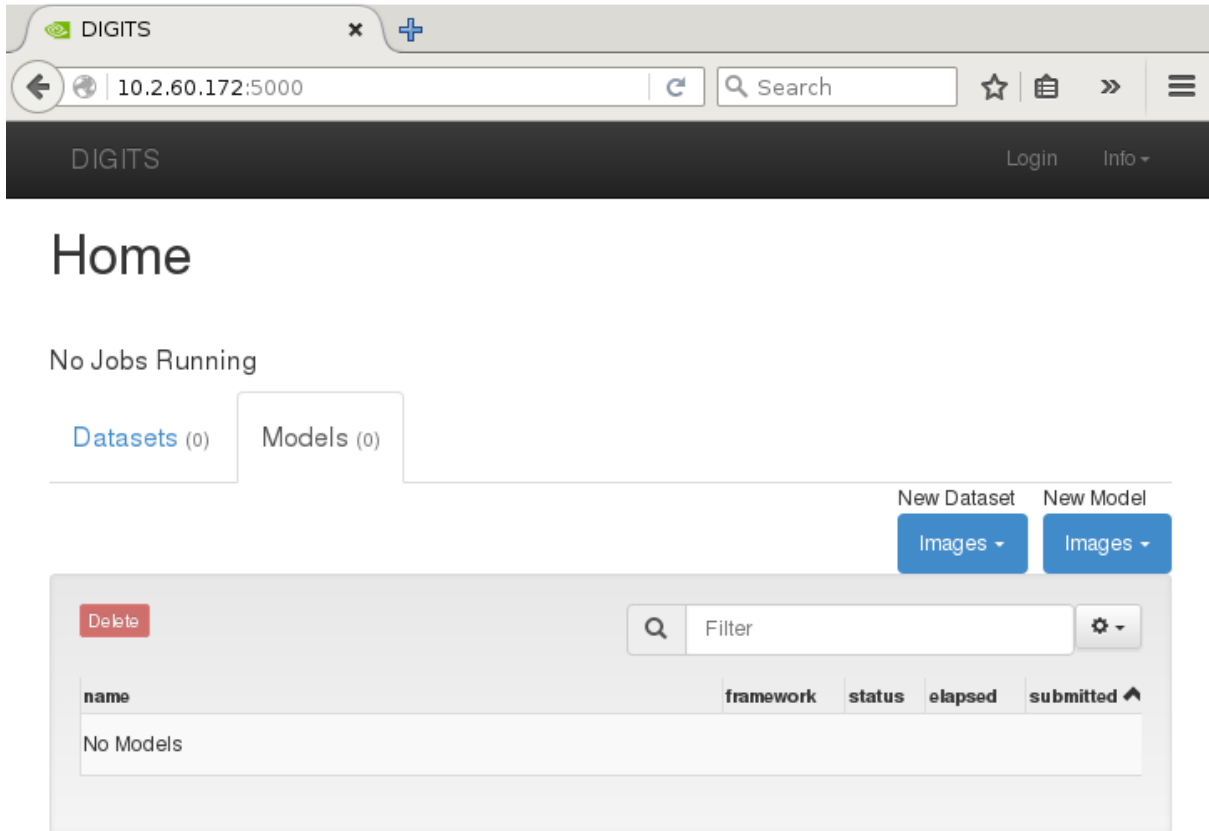 DIGITS
10.2.60.172:5000 Search
DIGITS Login Info
Home
No Jobs Running
Datasets (0) Models (0)
New Dataset New Model
Images Images
Delete Filter
name framework status elapsed submitted
No Models